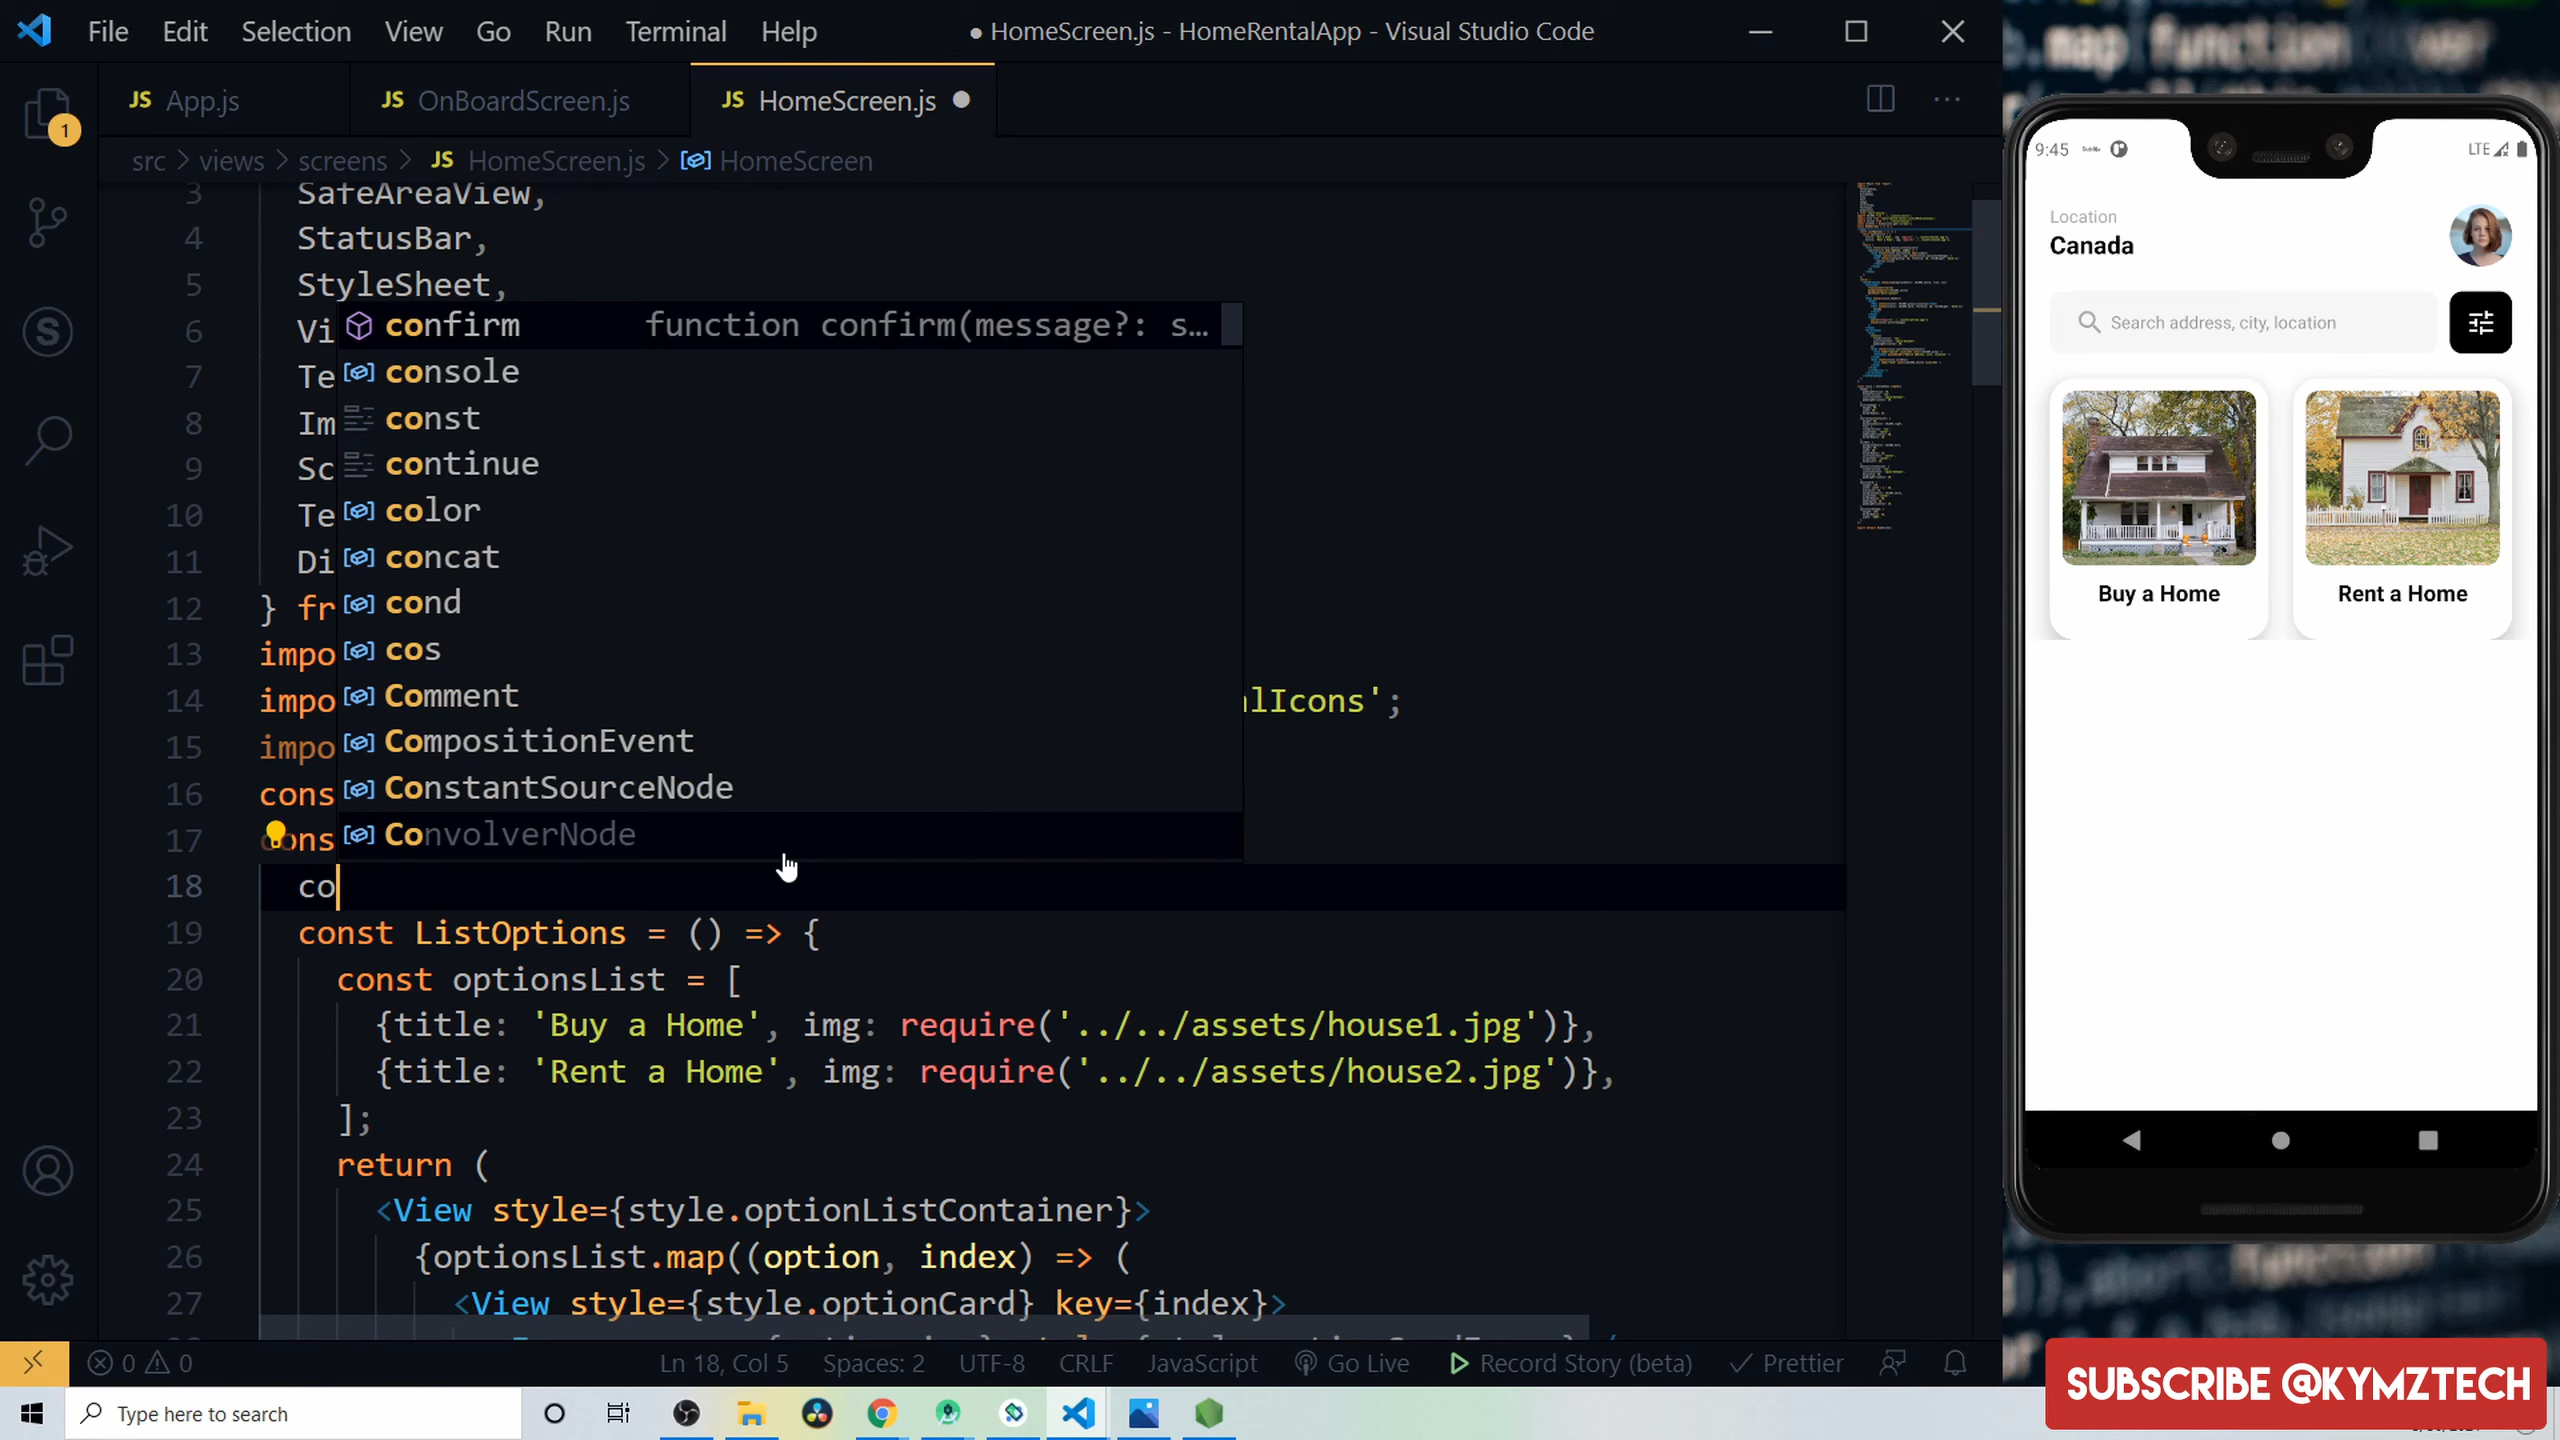 File Edit Selection View Go Run Terminal Help ● HomeScreen.js - HomeRentalApp - Visual Studio Code
JS App.js JS OnBoardScreen.js JS HomeScreen.js ●
src > views > screens > JS HomeScreen.js > HomeScreen
1
3 SafeAreaView,
4 StatusBar,
5 StyleSheet,
6 Vi
7 Te
8 Im
9 Sc
10 Te
11 Di
12 } fr
13 impo
14 impo lIcons';
15 impo
16 cons
17 cons
confirm function confirm(message?: s…
console
const
continue
color
concat
cond
cos
Comment
CompositionEvent
ConstantSourceNode
ConvolverNode
18 co
19 const ListOptions = () => {
20 const optionsList = [
21 {title: 'Buy a Home', img: require('../../assets/house1.jpg')},
22 {title: 'Rent a Home', img: require('../../assets/house2.jpg')},
23 ];
24 return (
25 <View style={style.optionListContainer}>
26 {optionsList.map((option, index) => (
27 <View style={style.optionCard} key={index}>
0 0 Ln 18, Col 5 Spaces: 2 UTF-8 CRLF JavaScript Go Live Record Story (beta) Prettier
Type here to search
9:45 LTE
Location
Canada
Search address, city, location
Buy a Home Rent a Home
SUBSCRIBE @KYMZTECH